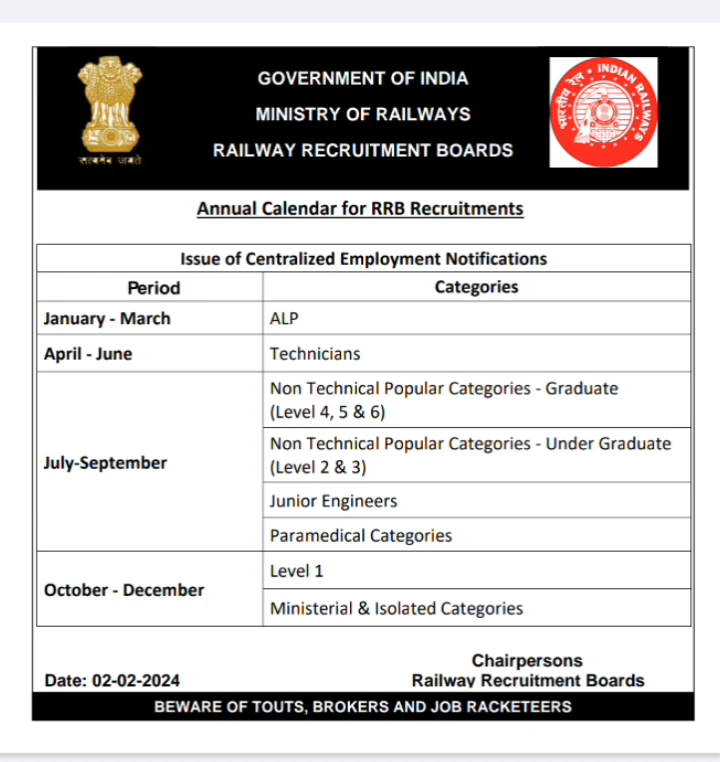 GOVERNMENT OF INDIA
MINISTRY OF RAILWAYS
RAILWAY RECRUITMENT BOARDS
सत्यमेव जयते
भारतीय रेल • INDIAN RAILWAYS
Annual Calendar for RRB Recruitments
Issue of Centralized Employment Notifications
Period Categories
January - March ALP
April - June Technicians
July-September
Non Technical Popular Categories - Graduate
(Level 4, 5 & 6)
Non Technical Popular Categories - Under Graduate
(Level 2 & 3)
Junior Engineers
Paramedical Categories
October - December
Level 1
Ministerial & Isolated Categories
Chairpersons
Date: 02-02-2024 Railway Recruitment Boards
BEWARE OF TOUTS, BROKERS AND JOB RACKETEERS